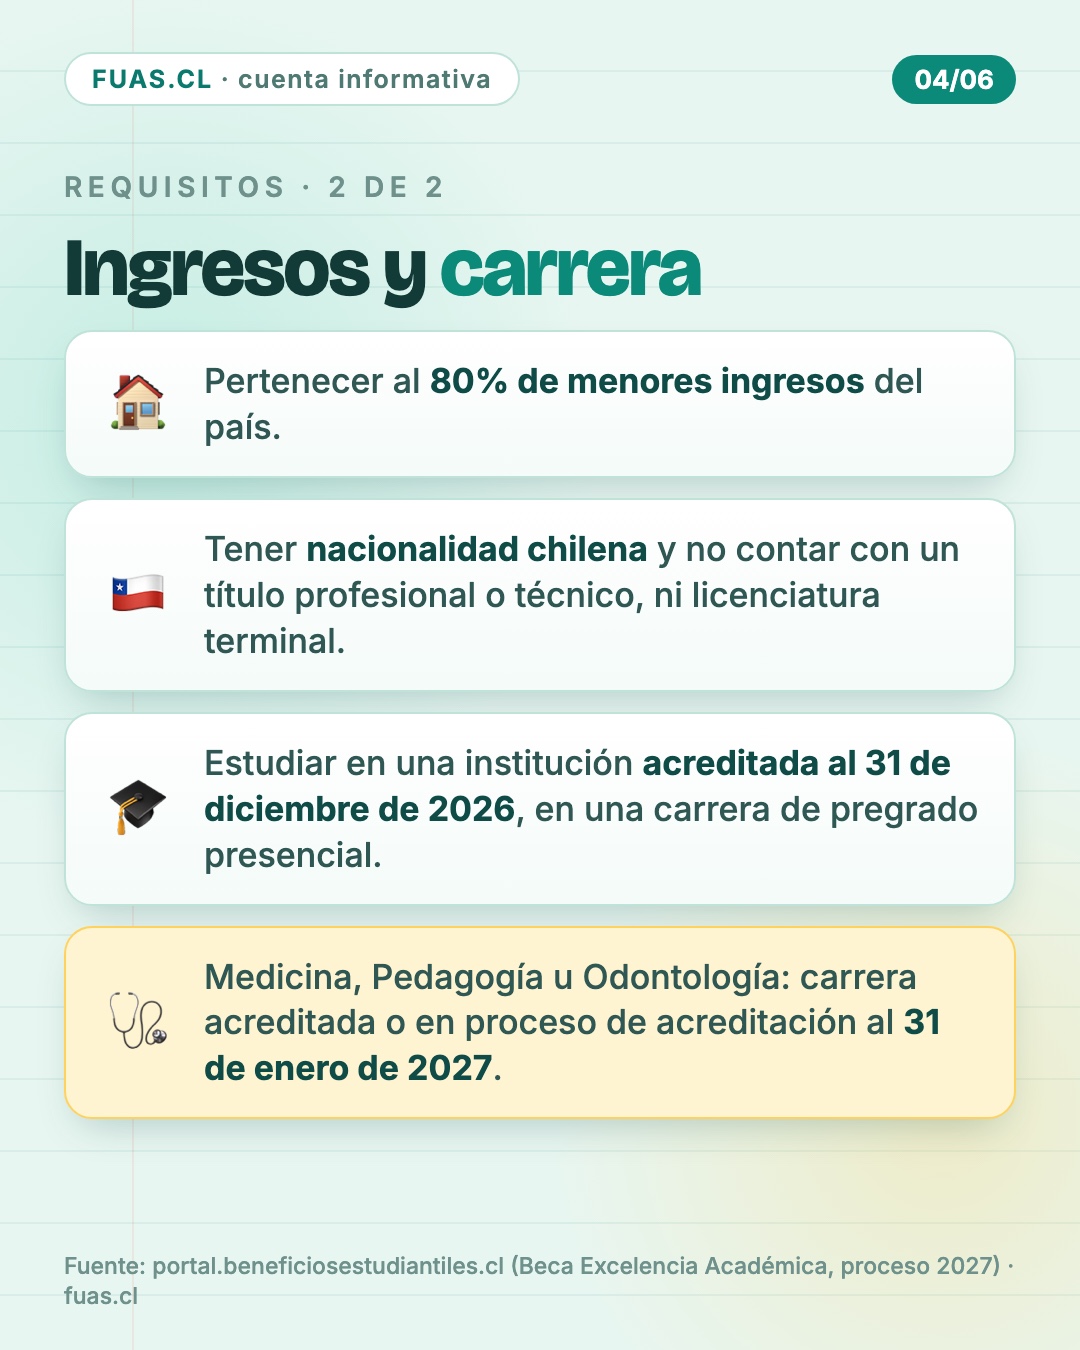 FUAS.CL · cuenta informativa
04/06
REQUISITOS · 2 DE 2
Ingresos y carrera
Pertenecer al 80% de menores ingresos del
país.
Tener nacionalidad chilena y no contar con un
título profesional o técnico, ni licenciatura
terminal.
Estudiar en una institución acreditada al 31 de
diciembre de 2026, en una carrera de pregrado
presencial.
Medicina, Pedagogía u Odontología: carrera
acreditada o en proceso de acreditación al 31
de enero de 2027.
Fuente: portal.beneficiosestudiantiles.cl (Beca Excelencia Académica, proceso 2027) ·
fuas.cl